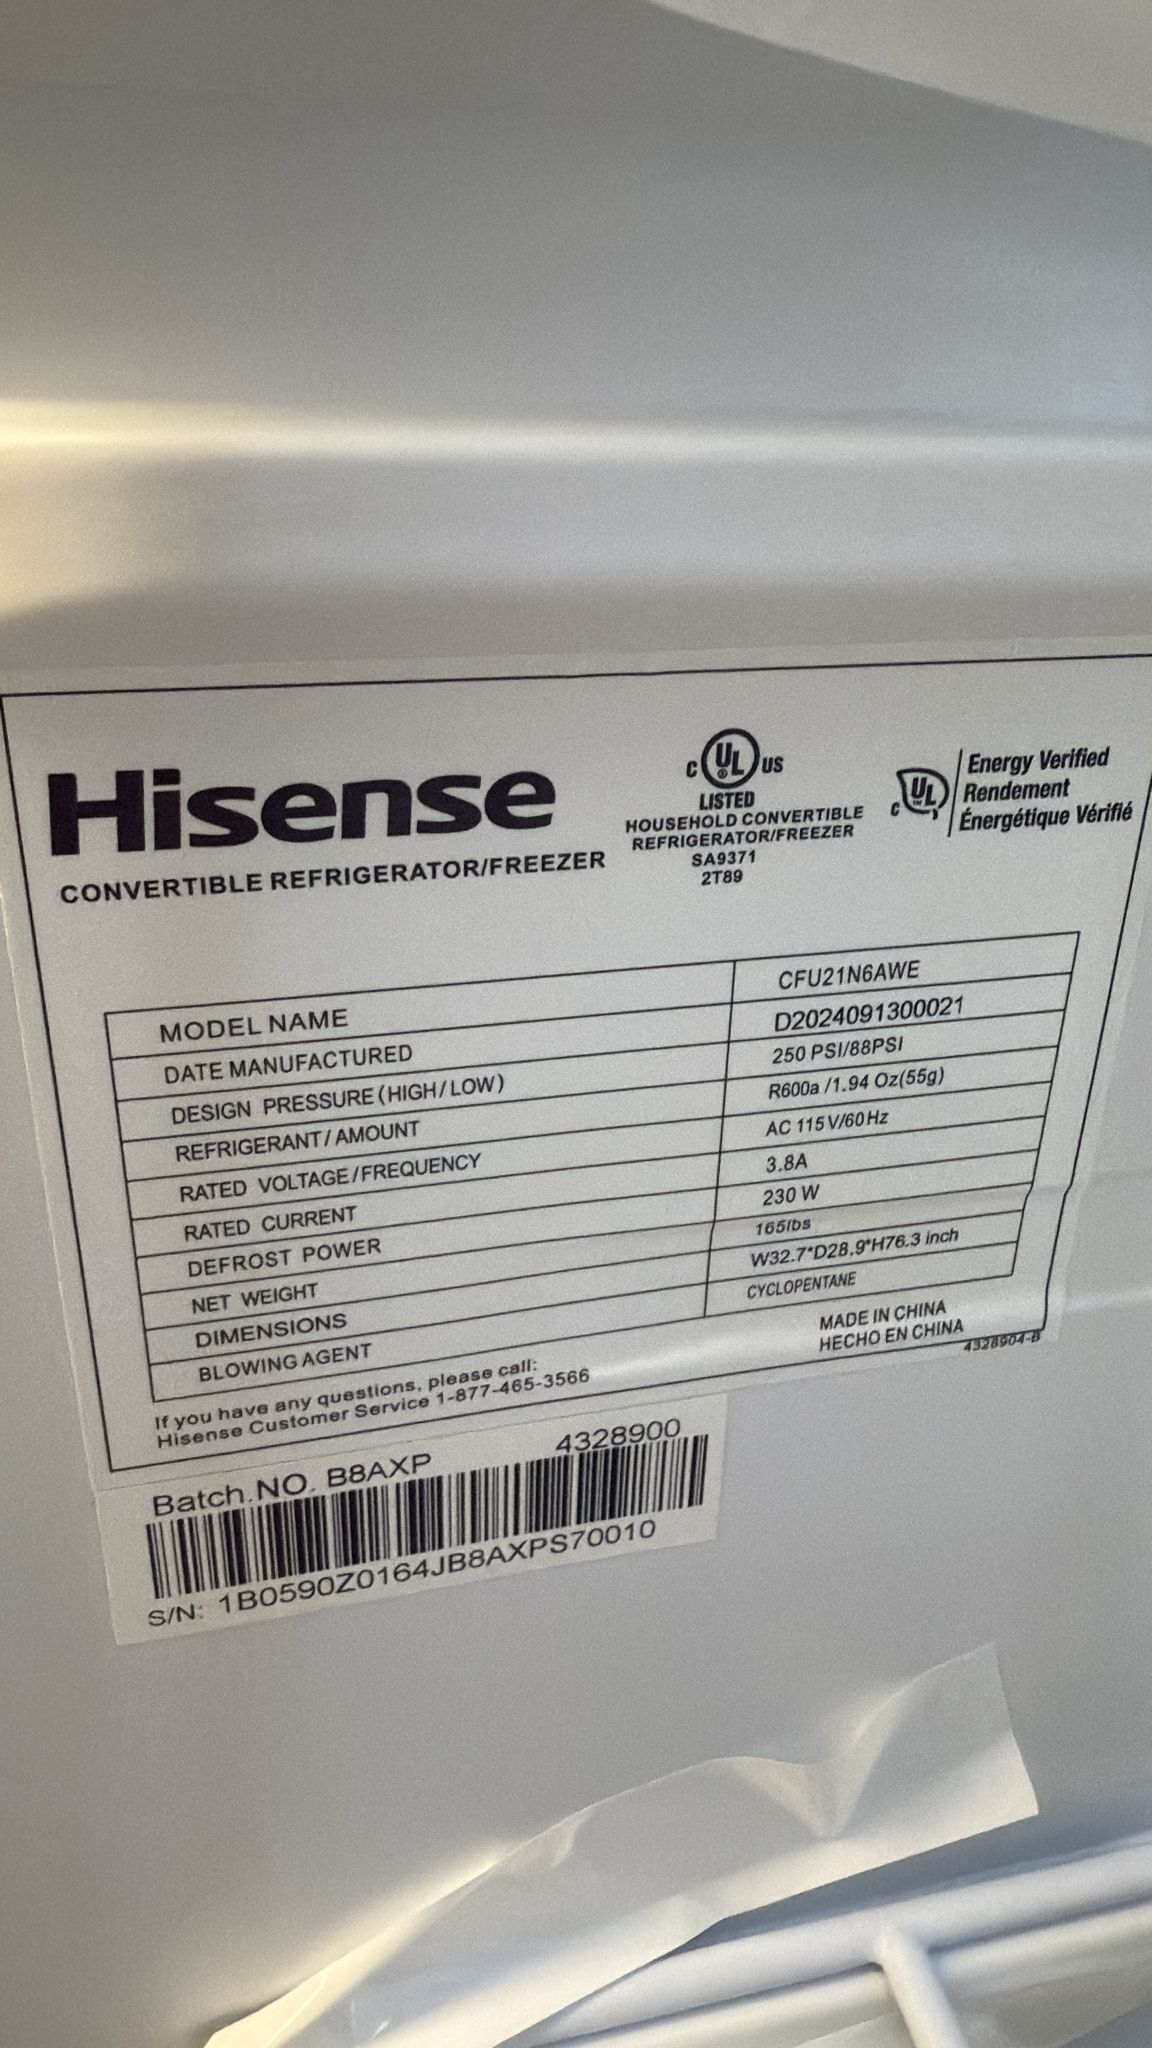 Hisense
CONVERTIBLE REFRIGERATOR/FREEZER
C UL US
LISTED
HOUSEHOLD CONVERTIBLE
REFRIGERATOR/FREEZER
SA9371
2T89
C UL
Energy Verified
Rendement
Énergétique Vérifié
MODEL NAME CFU21N6AWE
DATE MANUFACTURED D2024091300021
DESIGN PRESSURE(HIGH/LOW) 250 PSI/88PSI
REFRIGERANT/AMOUNT R600a /1.94 Oz(55g)
RATED VOLTAGE/FREQUENCY AC 115V/60Hz
RATED CURRENT 3.8A
DEFROST POWER 230 W
NET WEIGHT 165lbs
DIMENSIONS W32.7*D28.9*H76.3 inch
BLOWING AGENT CYCLOPENTANE
If you have any questions, please call:
Hisense Customer Service 1-877-465-3566
MADE IN CHINA
HECHO EN CHINA
4328904-B
Batch.NO. B8AXP 4328900
S/N: 1B0590Z0164JB8AXPS70010